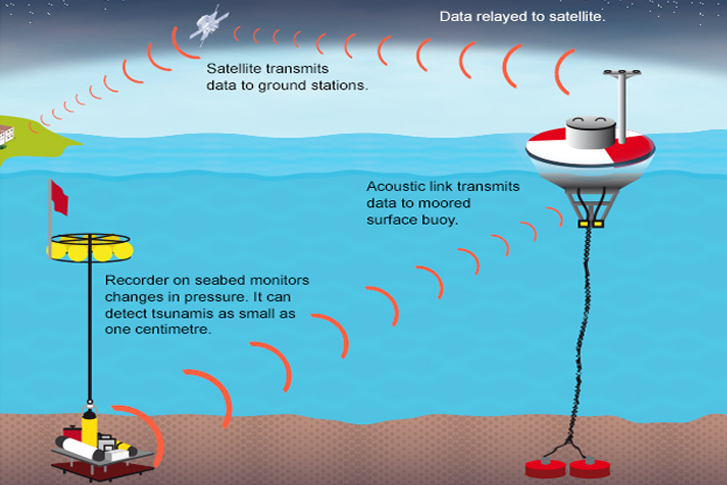 Data relayed to satellite.
Satellite transmits
data to ground stations.
Acoustic link transmits
data to moored
surface buoy.
Recorder on seabed monitors
changes in pressure. It can
detect tsunamis as small as
one centimetre.